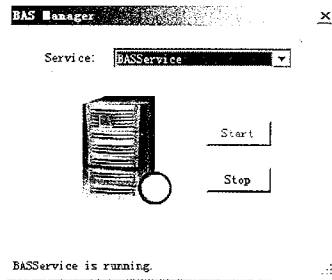 BAS Manager
Service: BASService
Start
Stop
BASService is running.